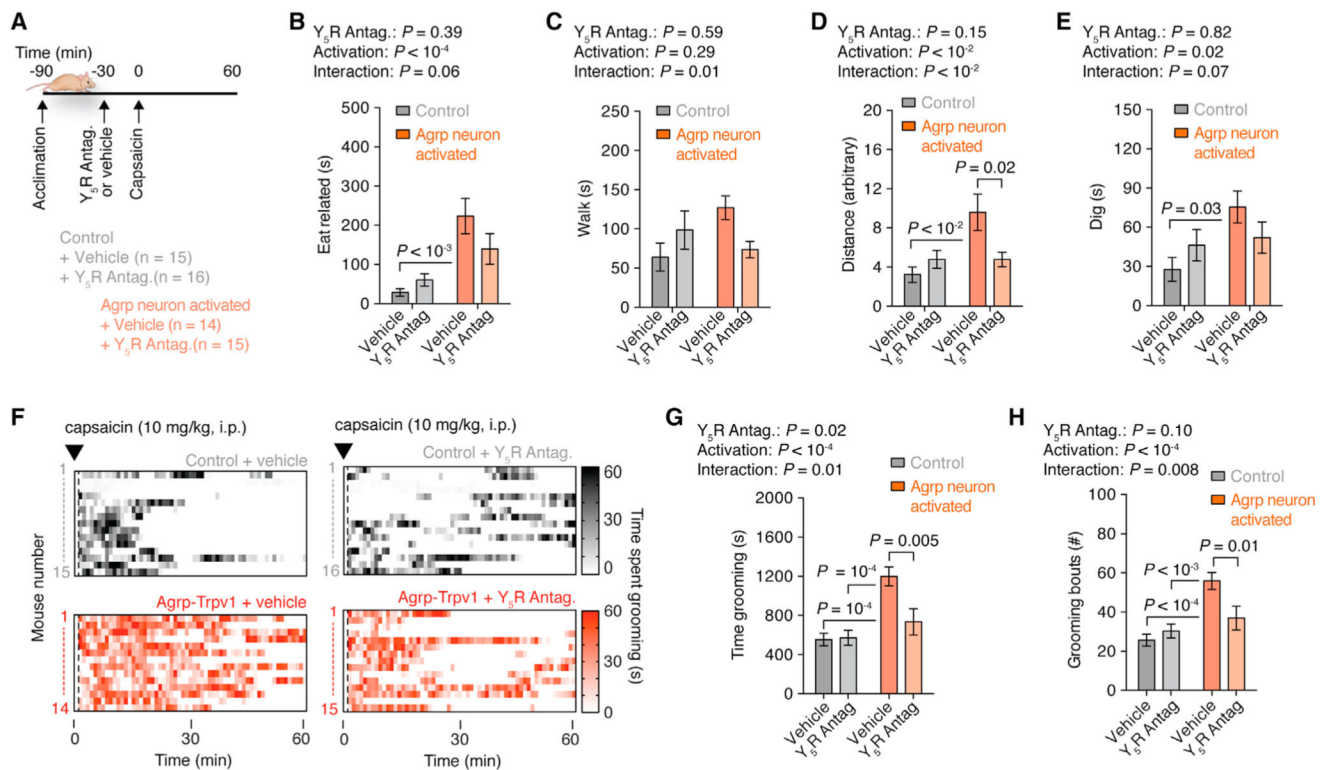 A
Time (min)
-90 -30 0 60
Acclimation
Y5R Antag.
or vehicle
Capsaicin
Control
+ Vehicle (n = 15)
+ Y5R Antag.(n = 16)
Agrp neuron activated
+ Vehicle (n = 14)
+ Y5R Antag.(n = 15)
B
Y5R Antag.: P = 0.39
Activation: P < 10-4
Interaction: P = 0.06
Control
Agrp neuron
activated
Eat related (s)
500
400
300
200
100
0
P < 10-3
Vehicle
Y5R Antag
Vehicle
Y5R Antag
C
Y5R Antag.: P = 0.59
Activation: P = 0.29
Interaction: P = 0.01
Control
Agrp neuron
activated
Walk (s)
250
200
150
100
50
0
Vehicle
Y5R Antag
Vehicle
Y5R Antag
D
Y5R Antag.: P = 0.15
Activation: P < 10-2
Interaction: P < 10-2
Control
Agrp neuron
activated
Distance (arbitrary)
20
16
12
8
4
0
P = 0.02
P < 10-2
Vehicle
Y5R Antag
Vehicle
Y5R Antag
E
Y5R Antag.: P = 0.82
Activation: P = 0.02
Interaction: P = 0.07
Control
Agrp neuron
activated
Dig (s)
150
120
90
60
30
0
P = 0.03
Vehicle
Y5R Antag
Vehicle
Y5R Antag
F
capsaicin (10 mg/kg, i.p.)
Control + vehicle
1
15
capsaicin (10 mg/kg, i.p.)
Control + Y5R Antag.
1
16
60
30
0
Time spent grooming (s)
Mouse number
Agrp-Trpv1 + vehicle
1
14
Agrp-Trpv1 + Y5R Antag.
1
15
60
30
0
0 30 60
Time (min)
0 30 60
Time (min)
G
Y5R Antag.: P = 0.02
Activation: P < 10-4
Interaction: P = 0.01
Control
Agrp neuron
activated
Time grooming (s)
2000
1600
1200
800
400
0
P = 0.005
P = 10-4
P = 10-4
Vehicle
Y5R Antag
Vehicle
Y5R Antag
H
Y5R Antag.: P = 0.10
Activation: P < 10-4
Interaction: P = 0.008
Control
Agrp neuron
activated
Grooming bouts (#)
100
80
60
40
20
0
P = 0.01
P < 10-3
P < 10-4
Vehicle
Y5R Antag
Vehicle
Y5R Antag